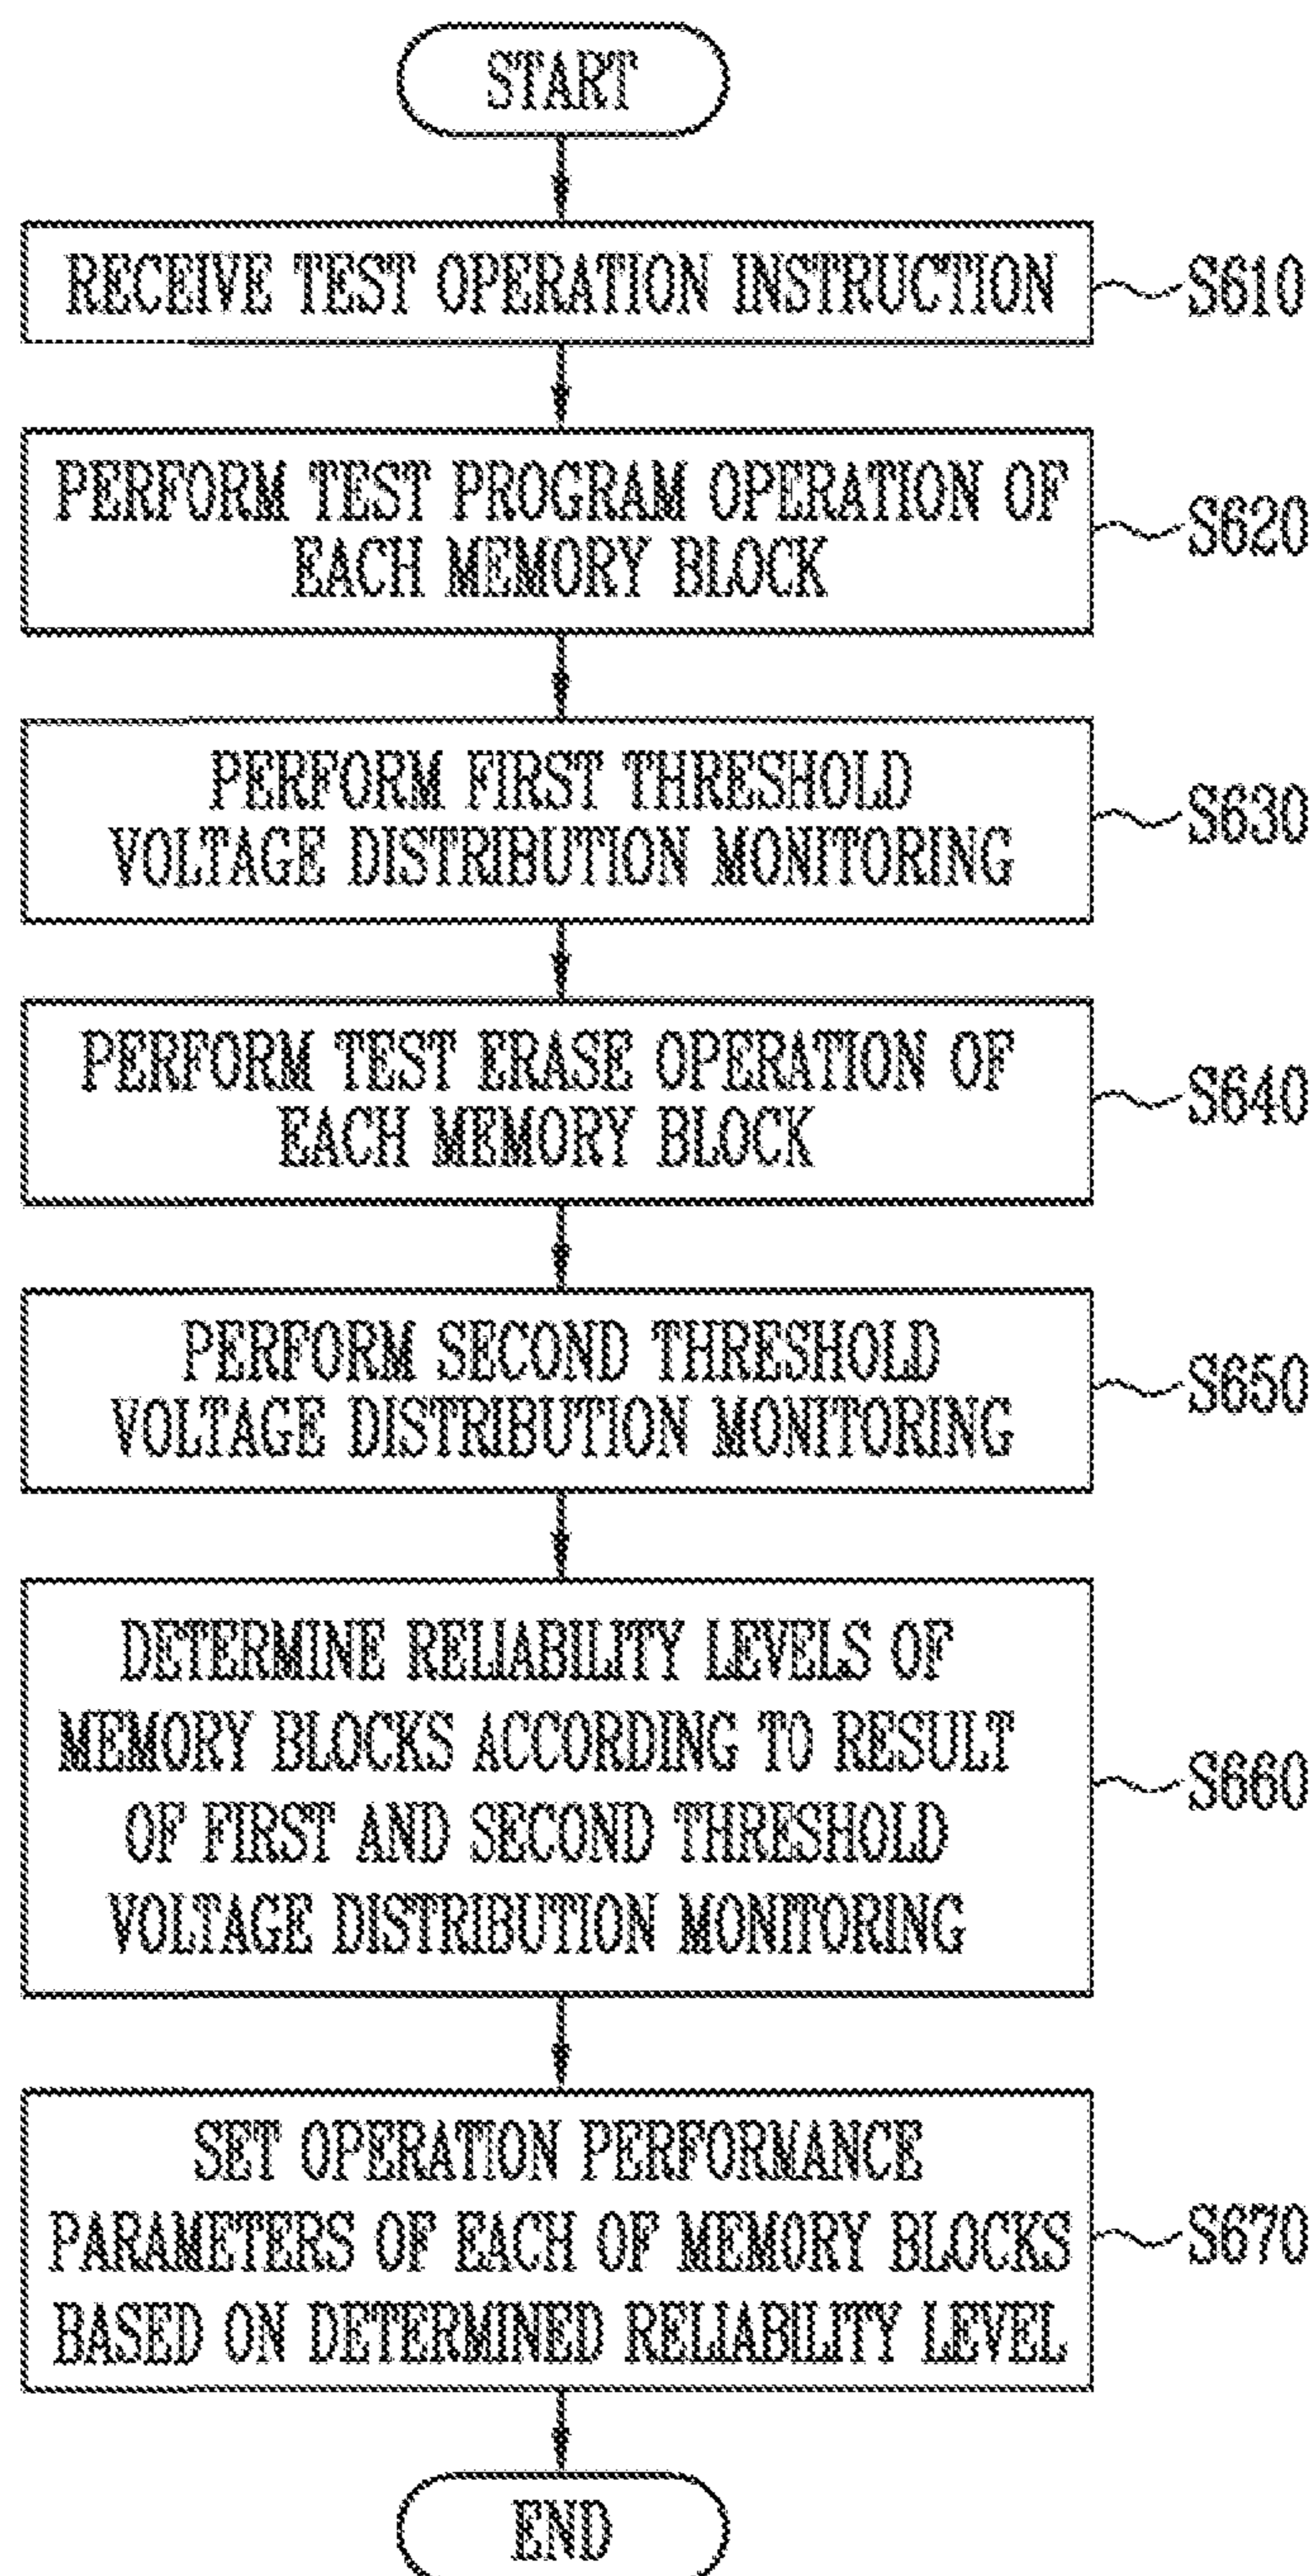 START
RECEIVE TEST OPERATION INSTRUCTION
S610
PERFORM TEST PROGRAM OPERATION OF
EACH MEMORY BLOCK
S620
PERFORM FIRST THRESHOLD
VOLTAGE DISTRIBUTION MONITORING
S630
PERFORM TEST ERASE OPERATION OF
EACH MEMORY BLOCK
S640
PERFORM SECOND THRESHOLD
VOLTAGE DISTRIBUTION MONITORING
S650
DETERMINE RELIABILITY LEVELS OF
MEMORY BLOCKS ACCORDING TO RESULT
OF FIRST AND SECOND THRESHOLD
VOLTAGE DISTRIBUTION MONITORING
S660
SET OPERATION PERFORMANCE
PARAMETERS OF EACH OF MEMORY BLOCKS
BASED ON DETERMINED RELIABILITY LEVEL
S670
END